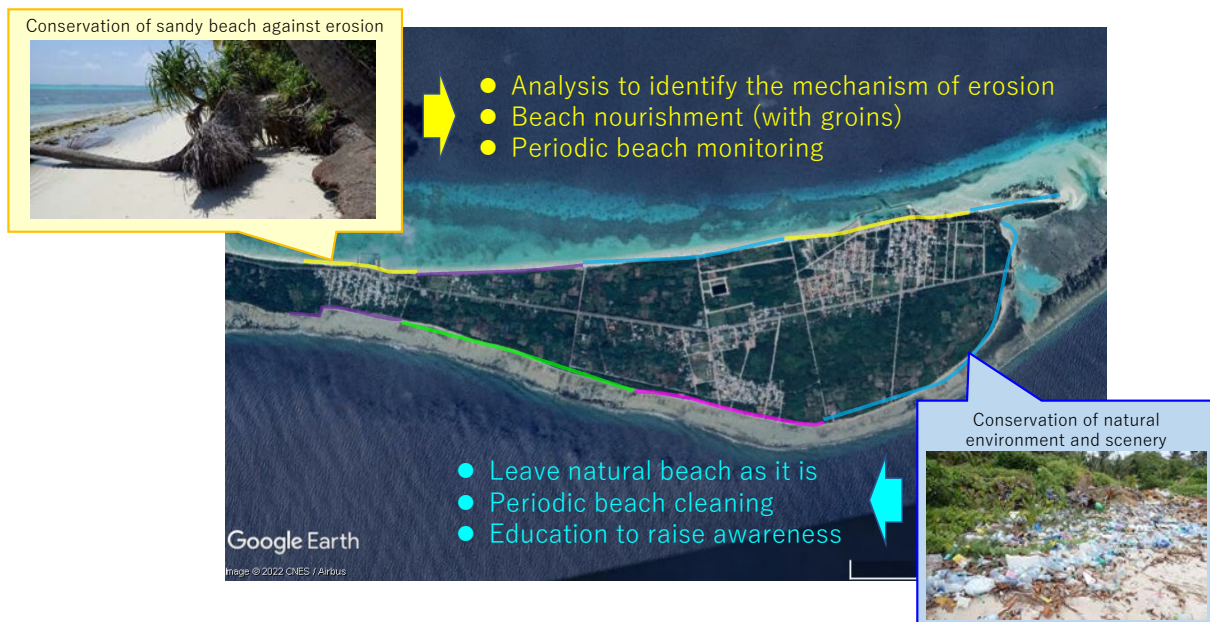 Conservation of sandy beach against erosion
● Analysis to identify the mechanism of erosion
● Beach nourishment (with groins)
● Periodic beach monitoring
Conservation of natural
environment and scenery
● Leave natural beach as it is
● Periodic beach cleaning
● Education to raise awareness
Google Earth
Image © 2022 CNES / Airbus